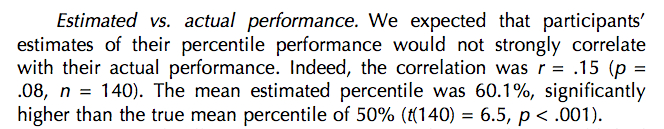 Estimated vs. actual performance. We expected that participants’
estimates of their percentile performance would not strongly correlate
with their actual performance. Indeed, the correlation was r = .15 (p =
.08, n = 140). The mean estimated percentile was 60.1%, significantly
higher than the true mean percentile of 50% (t(140) = 6.5, p < .001).